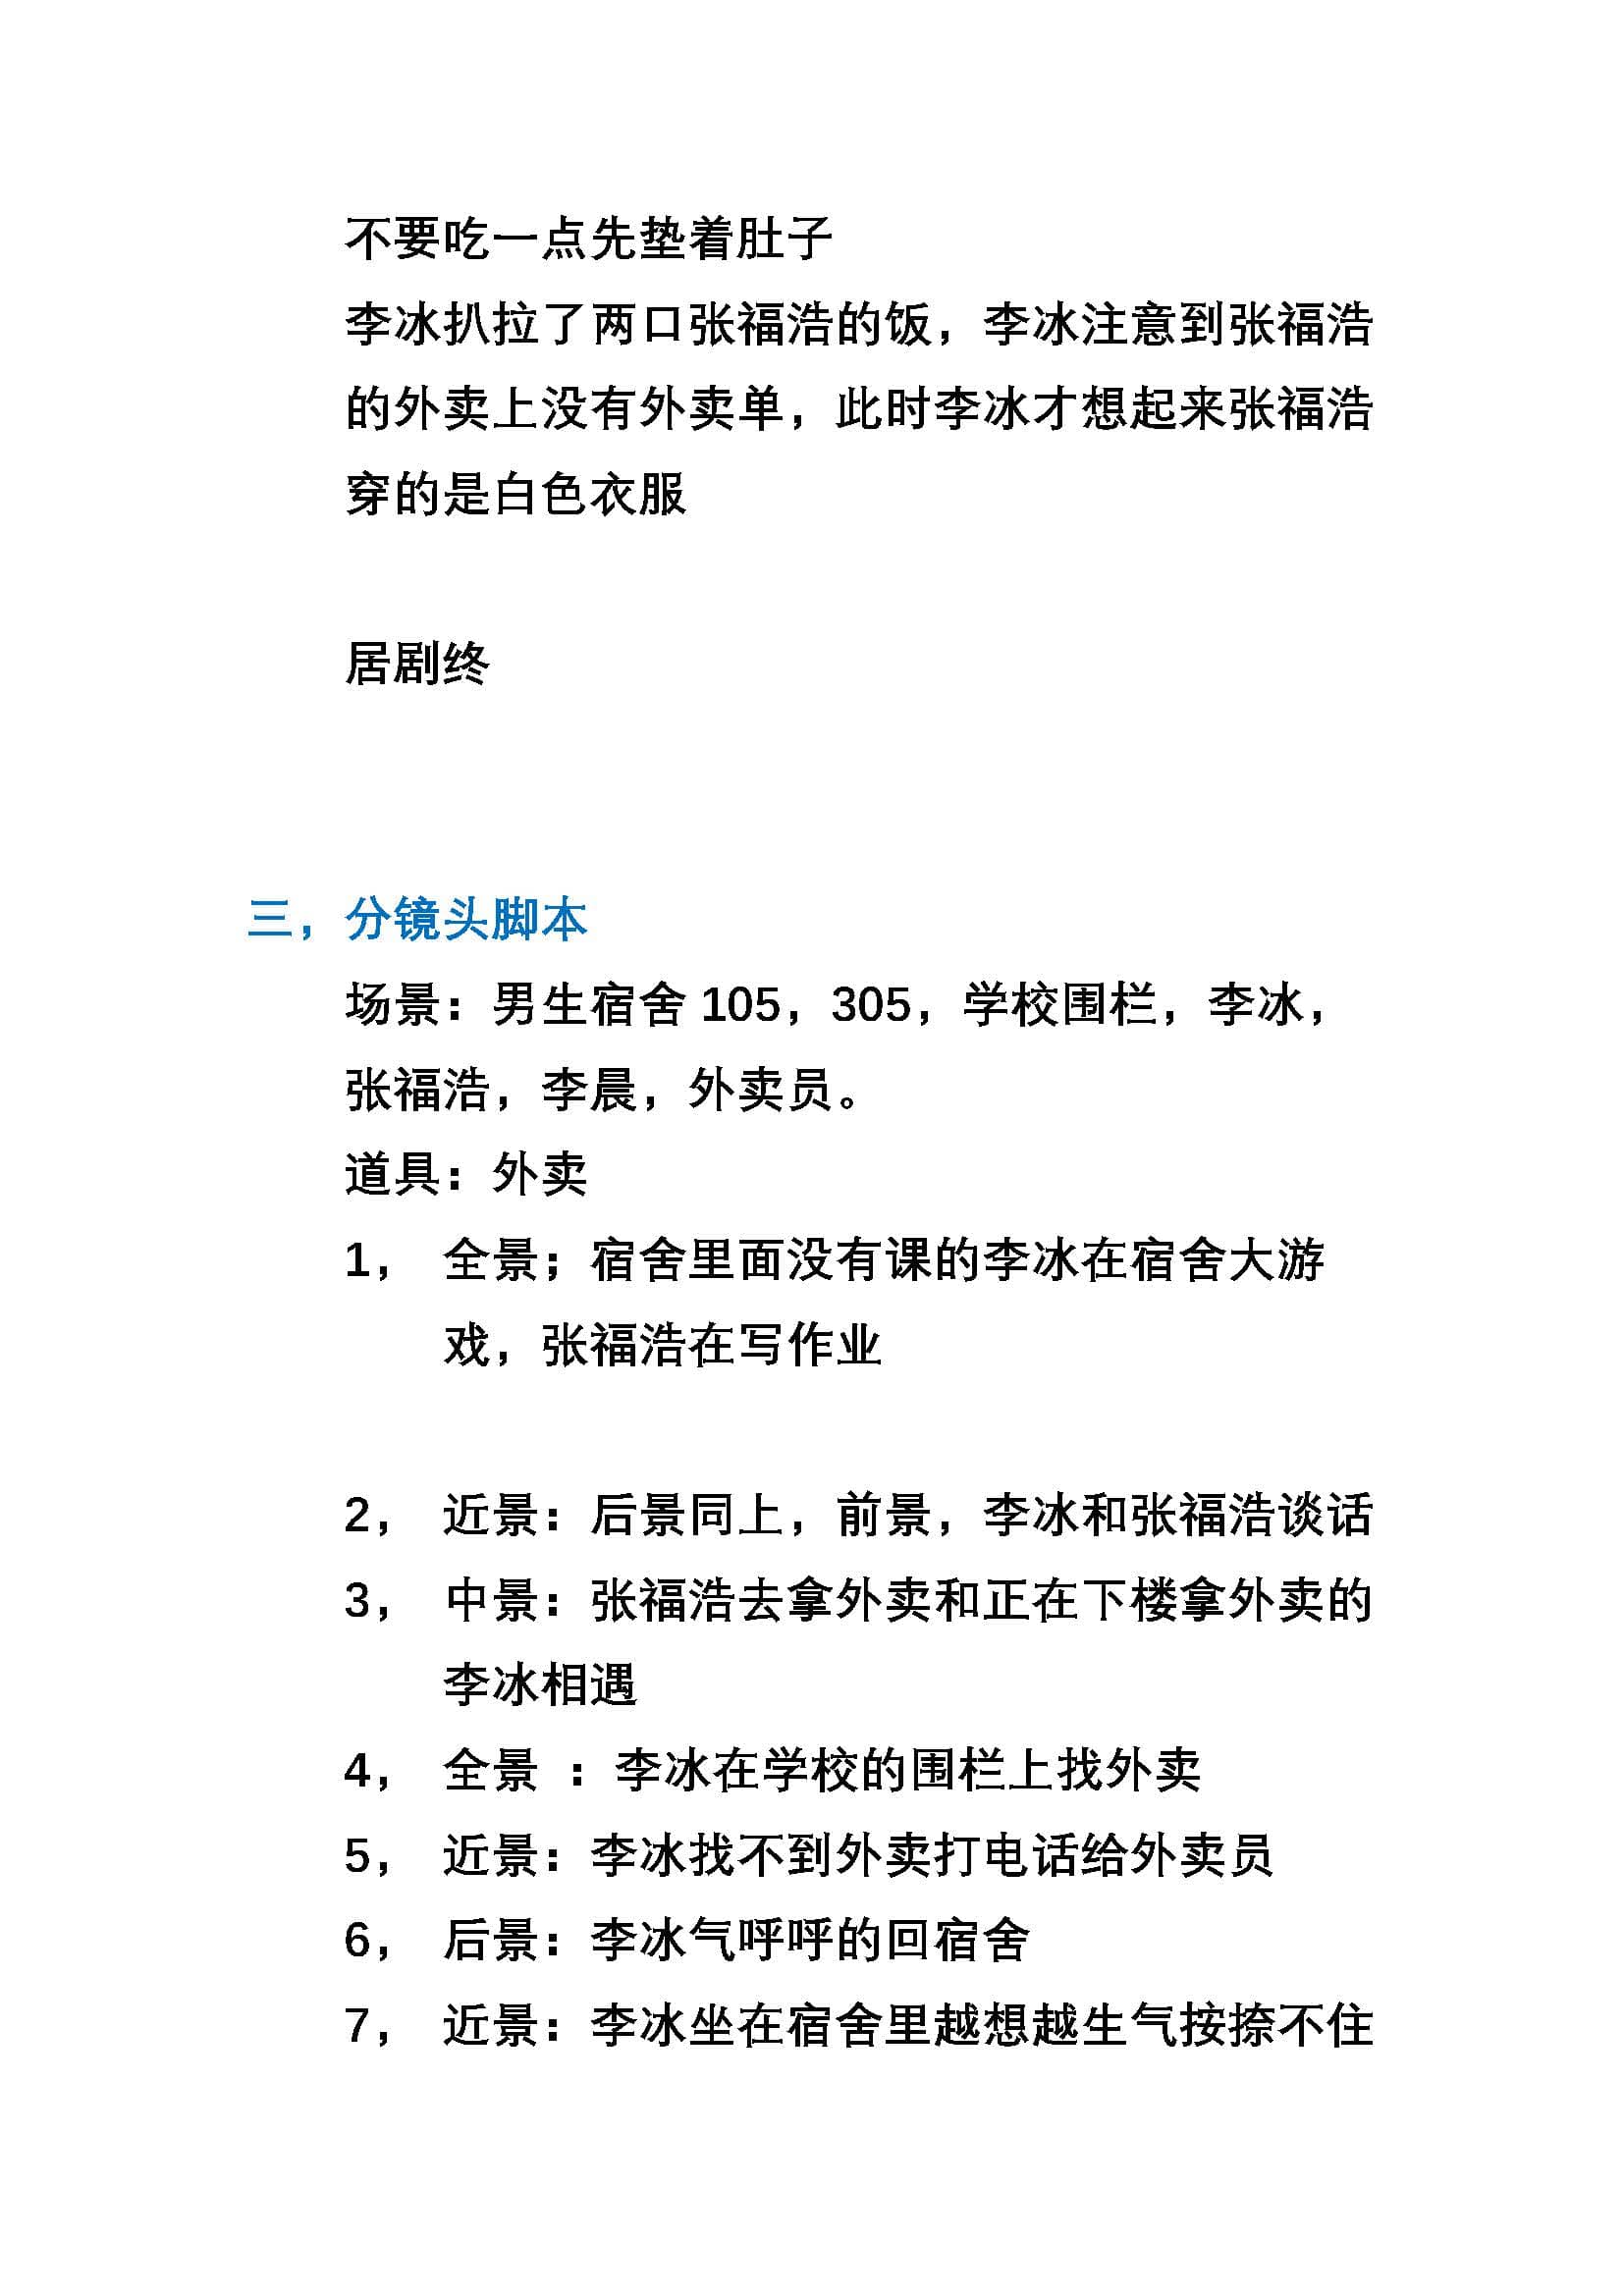 不要吃一点先垫着肚子
李冰扒拉了两口张福浩的饭，李冰注意到张福浩
的外卖上没有外卖单，此时李冰才想起来张福浩
穿的是白色衣服
居剧终
三，分镜头脚本
场景：男生宿舍 105，305，学校围栏，李冰，
张福浩，李晨，外卖员。
道具：外卖
1， 全景；宿舍里面没有课的李冰在宿舍大游
戏，张福浩在写作业
2， 近景：后景同上，前景，李冰和张福浩谈话
3， 中景：张福浩去拿外卖和正在下楼拿外卖的
李冰相遇
4， 全景 ：李冰在学校的围栏上找外卖
5， 近景：李冰找不到外卖打电话给外卖员
6， 后景：李冰气呼呼的回宿舍
7， 近景：李冰坐在宿舍里越想越生气按捺不住